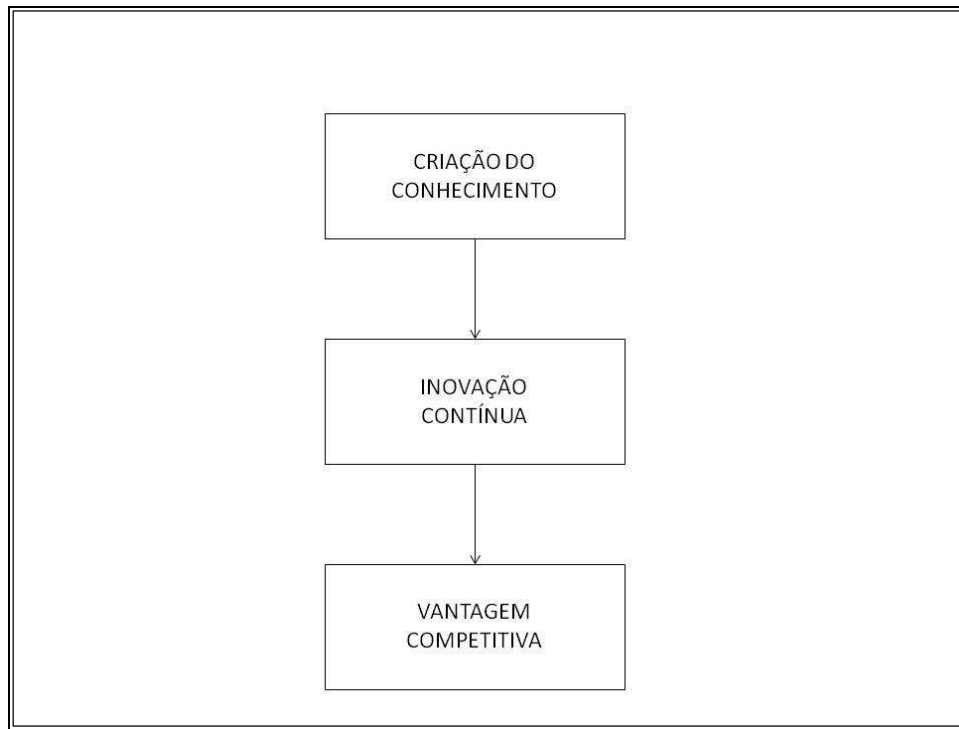 CRIAÇÃO DO
CONHECIMENTO
INOVAÇÃO
CONTÍNUA
VANTAGEM
COMPETITIVA